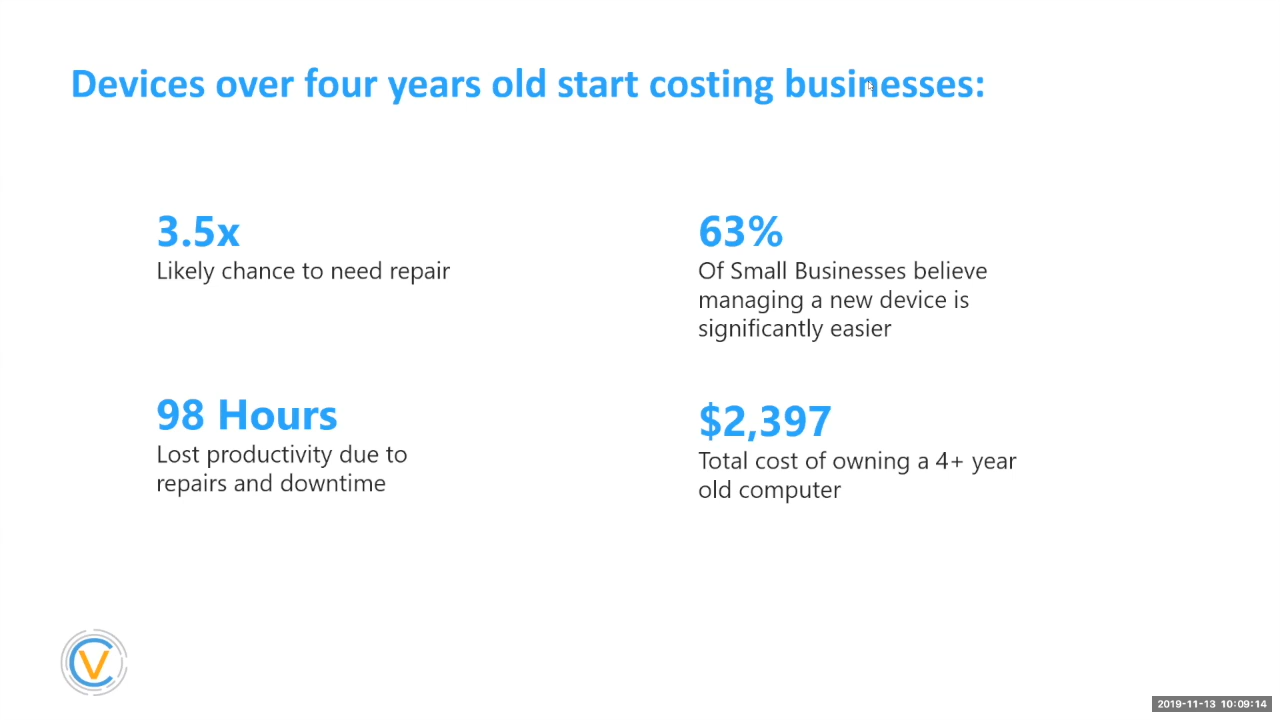 Devices over four years old start costing businesses:
3.5x
Likely chance to need repair
63%
Of Small Businesses believe
managing a new device is
significantly easier
98 Hours
Lost productivity due to
repairs and downtime
$2,397
Total cost of owning a 4+ year
old computer
CV
2019-11-13 10:09:14